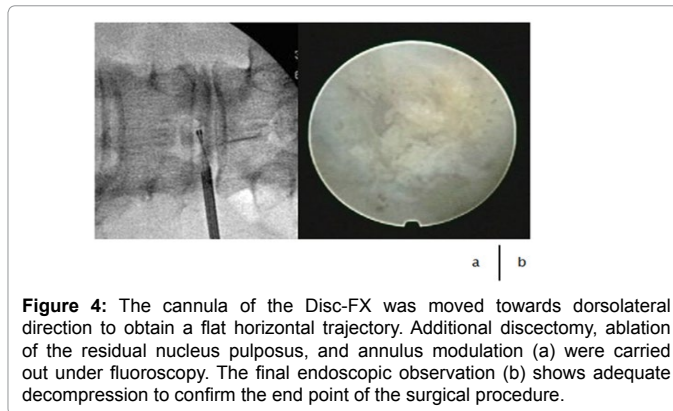 a | b
Figure 4: The cannula of the Disc-FX was moved towards dorsolateral
direction to obtain a flat horizontal trajectory. Additional discectomy, ablation
of the residual nucleus pulposus, and annulus modulation (a) were carried
out under fluoroscopy. The final endoscopic observation (b) shows adequate
decompression to confirm the end point of the surgical procedure.